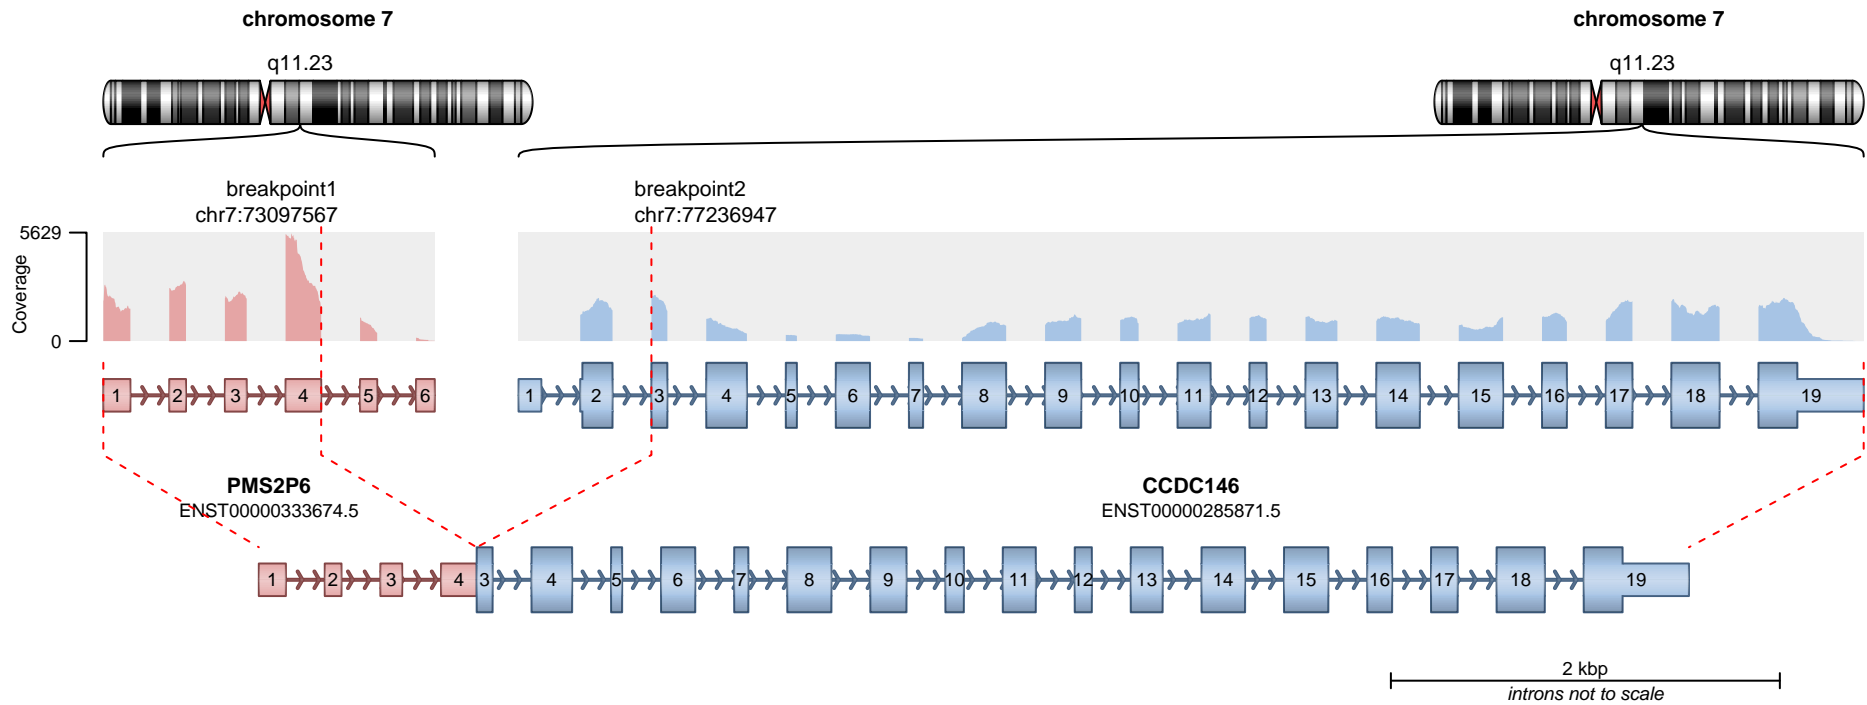 chromosome 7
chromosome 7
q11.23
q11.23
breakpoint1
chr7:73097567
breakpoint2
chr7:77236947
5629
Coverage
0
1 2 3 4 5 6
1 2 3 4 5 6 7 8 9 10 11 12 13 14 15 16 17 18 19
PMS2P6
ENST00000333674.5
CCDC146
ENST00000285871.5
1 2 3 4 3 4 5 6 7 8 9 10 11 12 13 14 15 16 17 18 19
2 kbp
introns not to scale